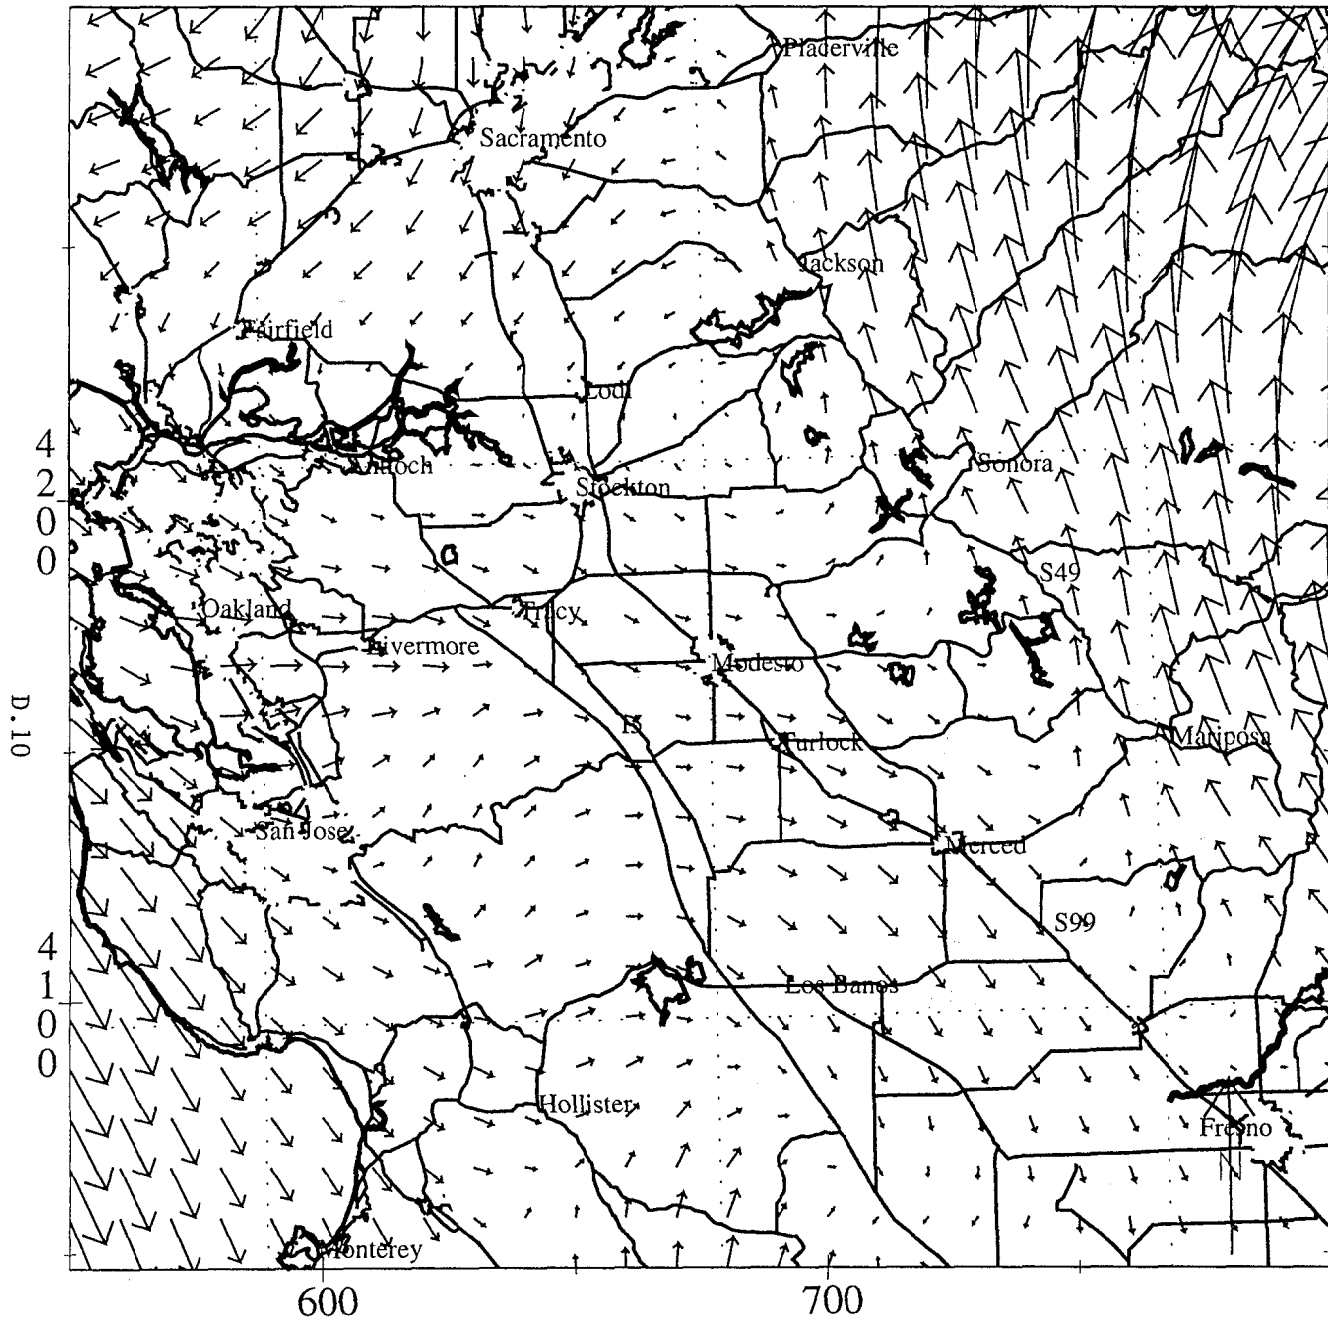 Placerville
Sacramento
Jackson
Fairfield
Lodi
Antioch
Sonora
Stockton
4200
S49
Oakland
Tracy
Livermore
Modesto
D.10
I5
Turlock
Mariposa
San Jose
Merced
S99
4100
Los Banos
Hollister
Fresno
N
Monterey
600 700